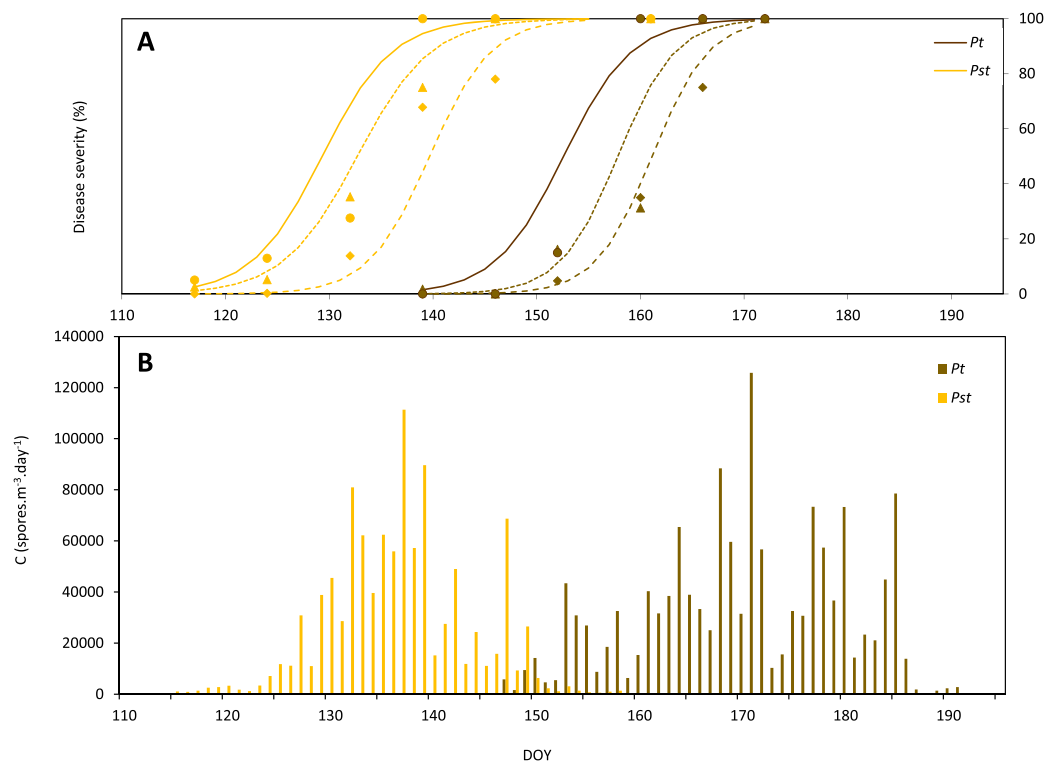 A
Pt
Pst
Disease severity (%)
100
80
60
40
20
0
110 120 130 140 150 160 170 180 190
B
Pt
Pst
C (spores.m⁻³.day⁻¹)
140000
120000
100000
80000
60000
40000
20000
0
110 120 130 140 150 160 170 180 190
DOY